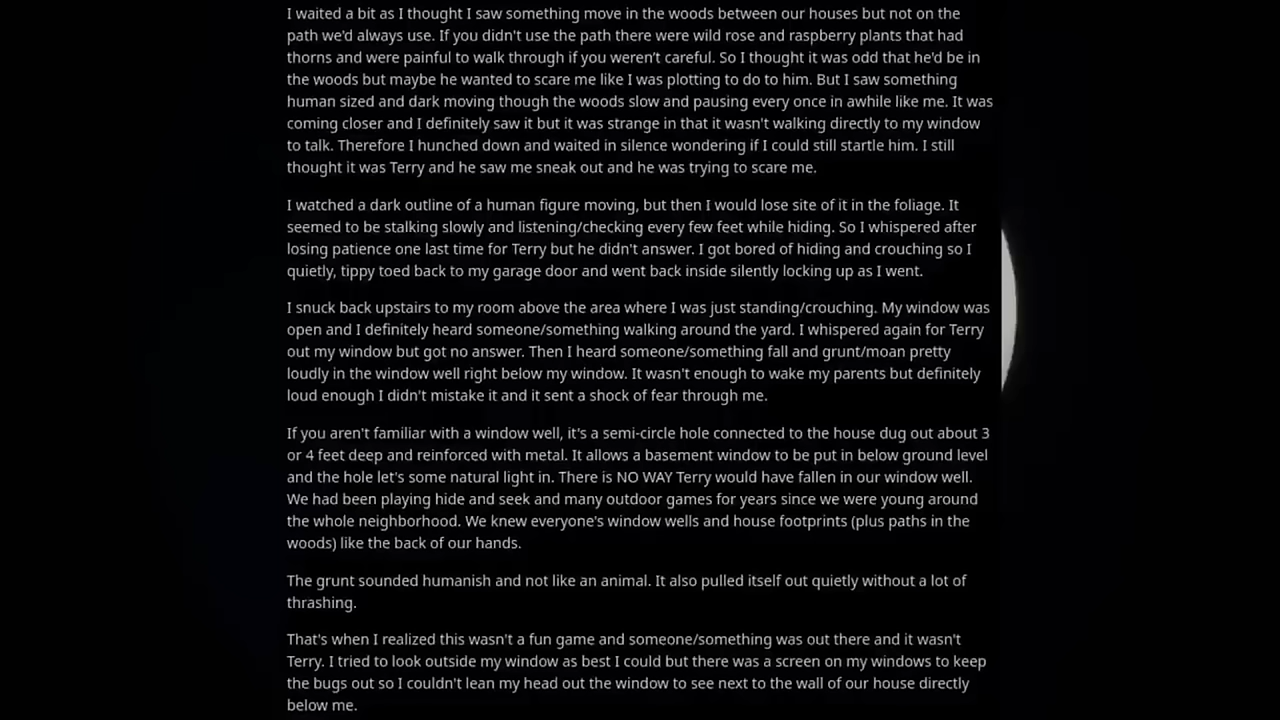 I waited a bit as I thought I saw something move in the woods between our houses but not on the
path we'd always use. If you didn't use the path there were wild rose and raspberry plants that had
thorns and were painful to walk through if you weren’t careful. So I thought it was odd that he'd be in
the woods but maybe he wanted to scare me like I was plotting to do to him. But I saw something
human sized and dark moving though the woods slow and pausing every once in awhile like me. It was
coming closer and I definitely saw it but it was strange in that it wasn't walking directly to my window
to talk. Therefore I hunched down and waited in silence wondering if I could still startle him. I still
thought it was Terry and he saw me sneak out and he was trying to scare me.
I watched a dark outline of a human figure moving, but then I would lose site of it in the foliage. It
seemed to be stalking slowly and listening/checking every few feet while hiding. So I whispered after
losing patience one last time for Terry but he didn't answer. I got bored of hiding and crouching so I
quietly, tippy toed back to my garage door and went back inside silently locking up as I went.
I snuck back upstairs to my room above the area where I was just standing/crouching. My window was
open and I definitely heard someone/something walking around the yard. I whispered again for Terry
out my window but got no answer. Then I heard someone/something fall and grunt/moan pretty
loudly in the window well right below my window. It wasn't enough to wake my parents but definitely
loud enough I didn't mistake it and it sent a shock of fear through me.
If you aren't familiar with a window well, it's a semi-circle hole connected to the house dug out about 3
or 4 feet deep and reinforced with metal. It allows a basement window to be put in below ground level
and the hole let's some natural light in. There is NO WAY Terry would have fallen in our window well.
We had been playing hide and seek and many outdoor games for years since we were young around
the whole neighborhood. We knew everyone's window wells and house footprints (plus paths in the
woods) like the back of our hands.
The grunt sounded humanish and not like an animal. It also pulled itself out quietly without a lot of
thrashing.
That's when I realized this wasn't a fun game and someone/something was out there and it wasn't
Terry. I tried to look outside my window as best I could but there was a screen on my windows to keep
the bugs out so I couldn't lean my head out the window to see next to the wall of our house directly
below me.